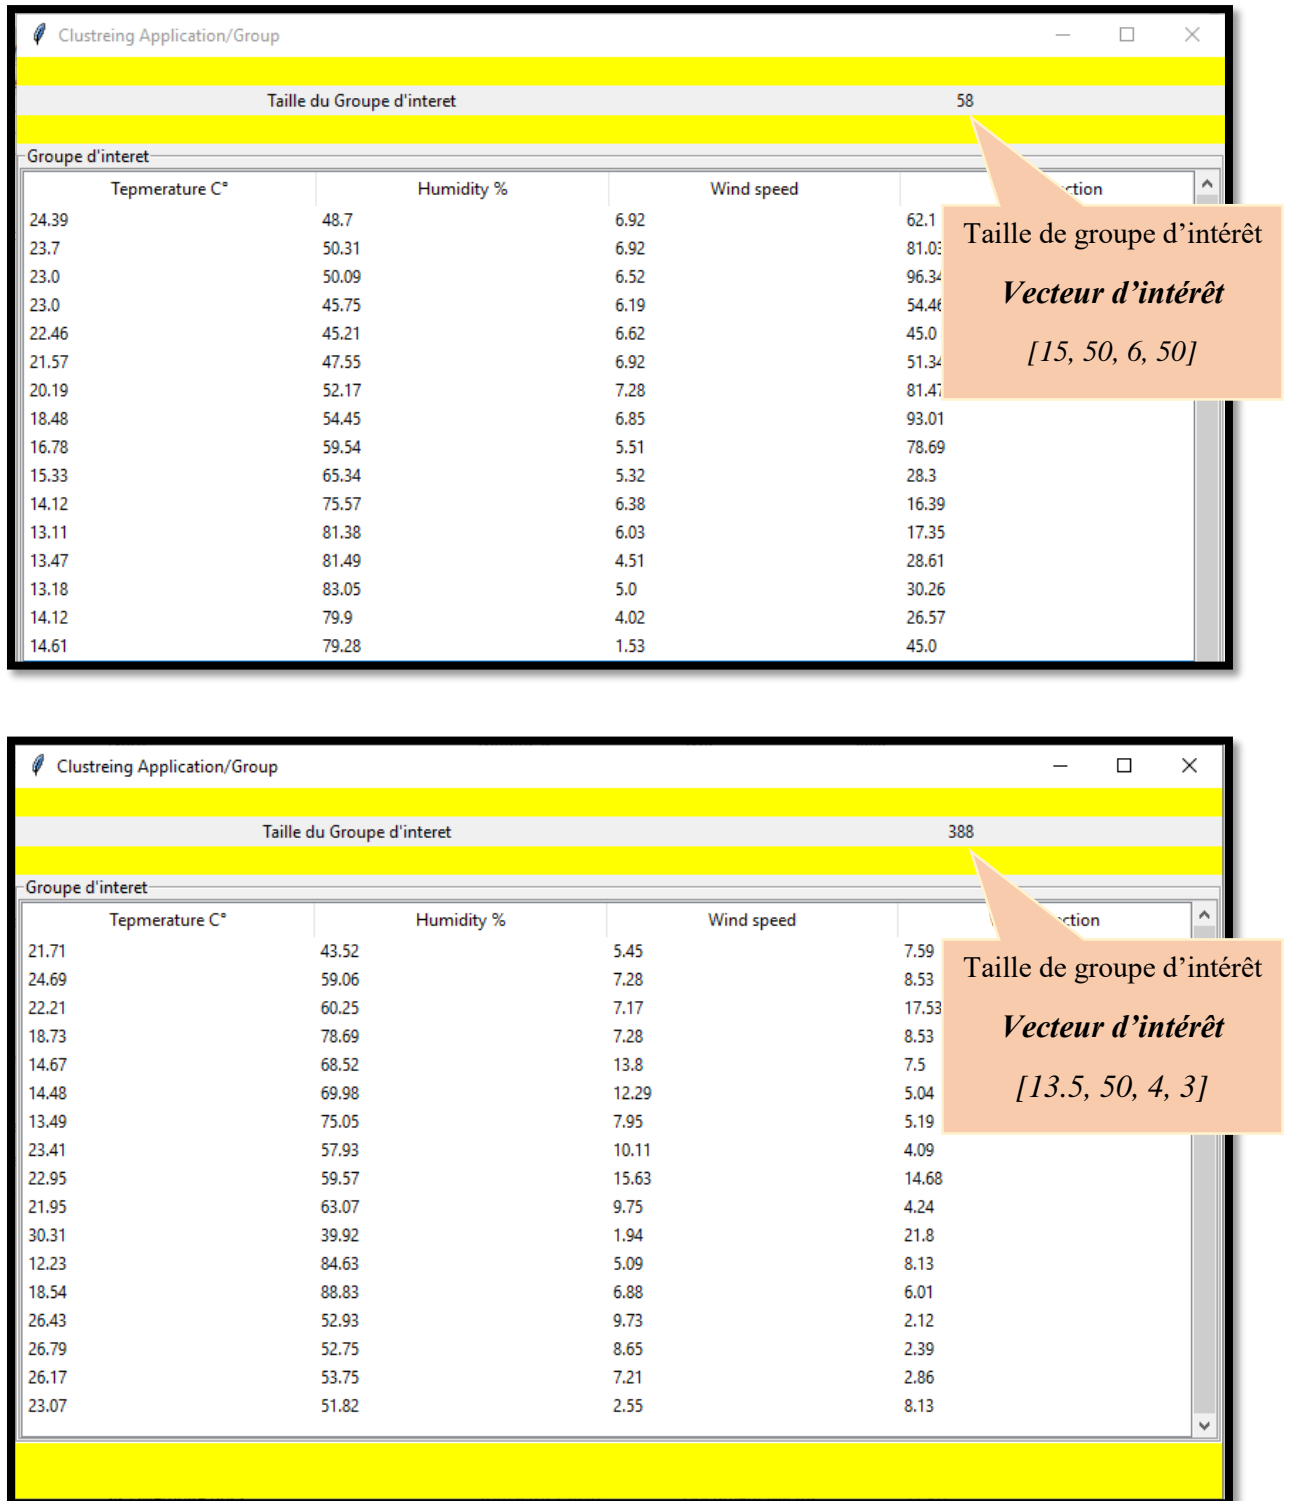 Clustreing Application/Group
Taille du Groupe d'interet 58
Groupe d'interet
Tepmerature C° Humidity % Wind speed ction
24.39 48.7 6.92 62.1
23.7 50.31 6.92 81.03
23.0 50.09 6.52 96.34
23.0 45.75 6.19 54.46
22.46 45.21 6.62 45.0
21.57 47.55 6.92 51.34
20.19 52.17 7.28 81.47
18.48 54.45 6.85 93.01
16.78 59.54 5.51 78.69
15.33 65.34 5.32 28.3
14.12 75.57 6.38 16.39
13.11 81.38 6.03 17.35
13.47 81.49 4.51 28.61
13.18 83.05 5.0 30.26
14.12 79.9 4.02 26.57
14.61 79.28 1.53 45.0
Taille de groupe d’intérêt
Vecteur d’intérêt
[15, 50, 6, 50]
Clustreing Application/Group
Taille du Groupe d'interet 388
Groupe d'interet
Tepmerature C° Humidity % Wind speed ction
21.71 43.52 5.45 7.59
24.69 59.06 7.28 8.53
22.21 60.25 7.17 17.53
18.73 78.69 7.28 8.53
14.67 68.52 13.8 7.5
14.48 69.98 12.29 5.04
13.49 75.05 7.95 5.19
23.41 57.93 10.11 4.09
22.95 59.57 15.63 14.68
21.95 63.07 9.75 4.24
30.31 39.92 1.94 21.8
12.23 84.63 5.09 8.13
18.54 88.83 6.88 6.01
26.43 52.93 9.73 2.12
26.79 52.75 8.65 2.39
26.17 53.75 7.21 2.86
23.07 51.82 2.55 8.13
Taille de groupe d’intérêt
Vecteur d’intérêt
[13.5, 50, 4, 3]